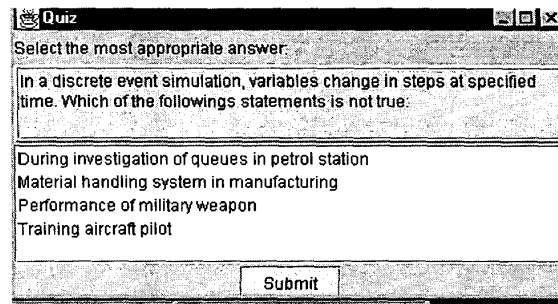 Quiz
Select the most appropriate answer:
In a discrete event simulation, variables change in steps at specified
time. Which of the followings statements is not true:
During investigation of queues in petrol station
Material handling system in manufacturing
Performance of military weapon
Training aircraft pilot
Submit